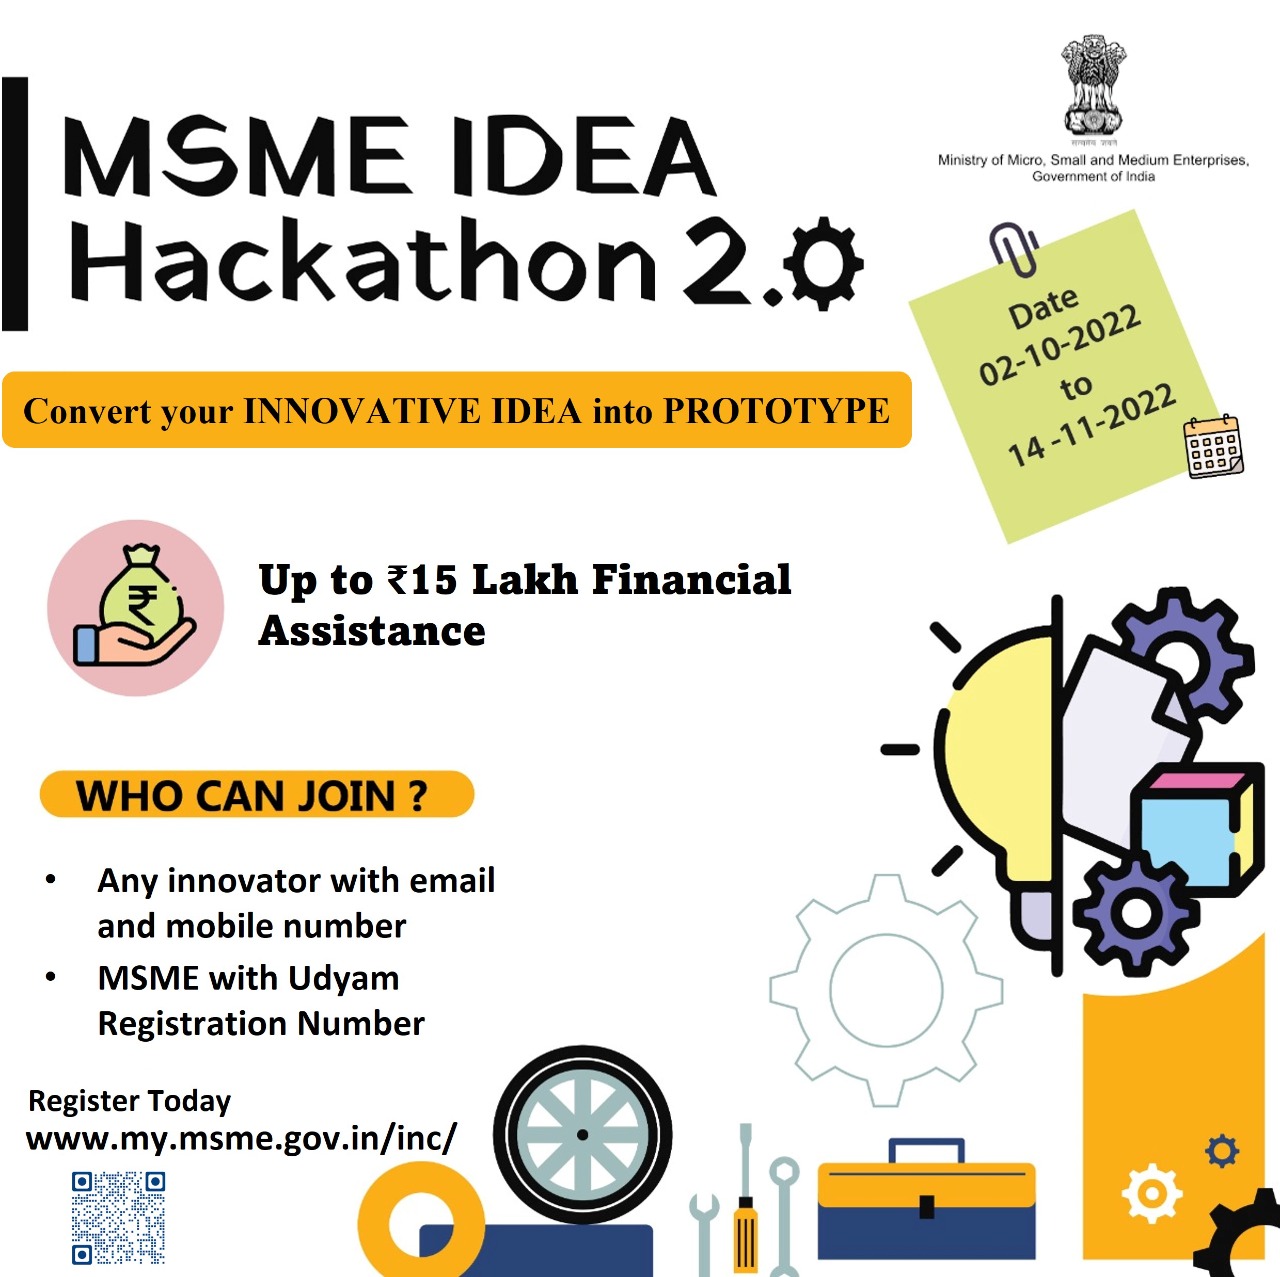 MSME IDEA
Hackathon 2.0
सत्यमेव जयते
Ministry of Micro, Small and Medium Enterprises,
Government of India
Date
02-10-2022
to
14 -11-2022
Convert your INNOVATIVE IDEA into PROTOTYPE
₹
Up to ₹15 Lakh Financial
Assistance
WHO CAN JOIN ?
• Any innovator with email
and mobile number
• MSME with Udyam
Registration Number
Register Today
www.my.msme.gov.in/inc/